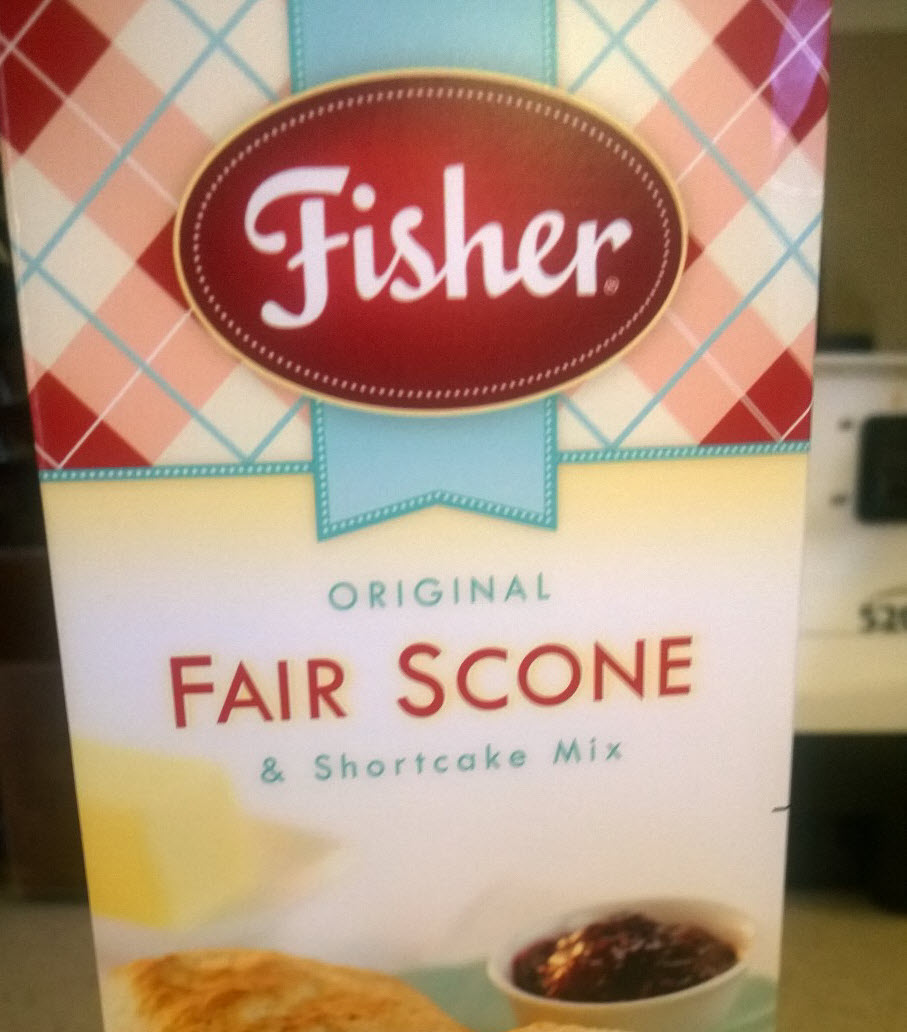 Fisher®
ORIGINAL
FAIR SCONE
& Shortcake Mix